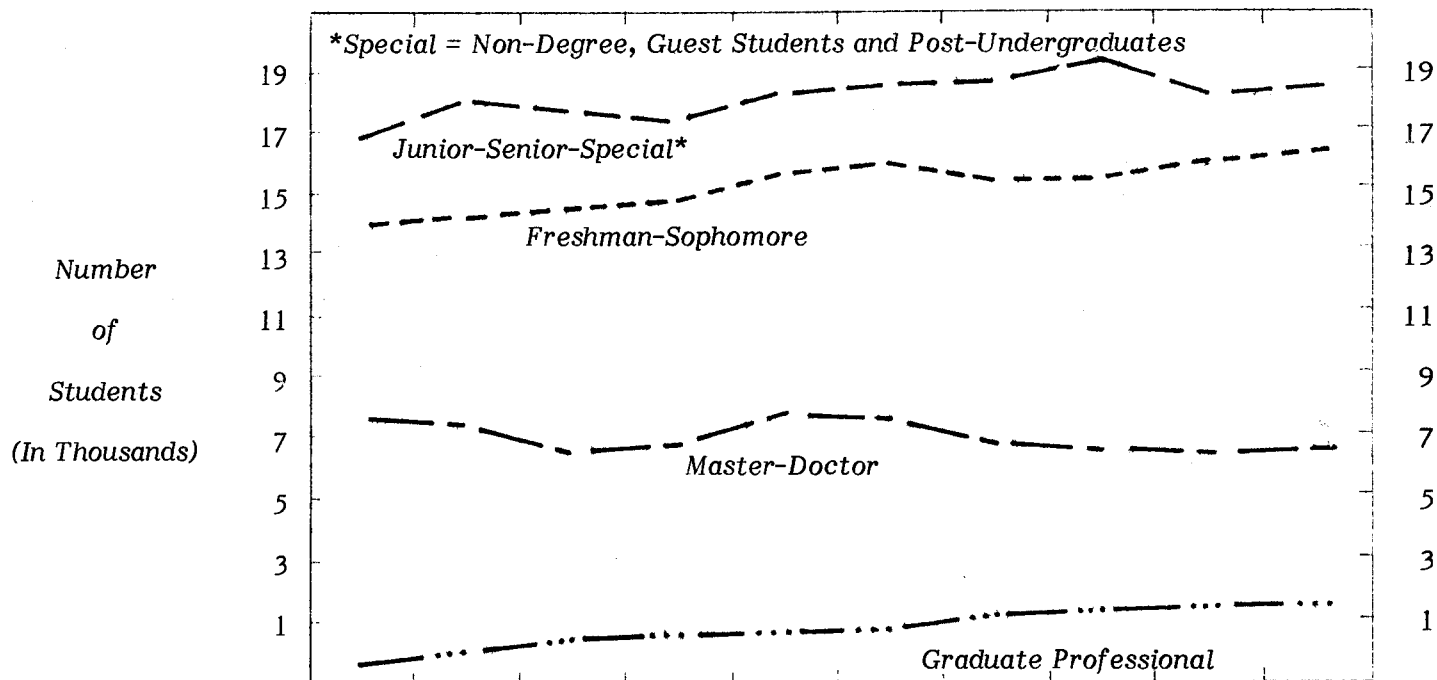 *Special = Non-Degree, Guest Students and Post-Undergraduates
19 19
17 17
Junior-Senior-Special*
15 15
Freshman-Sophomore
13 13
Number
of
Students
(In Thousands)
11 11
9 9
7 7
Master-Doctor
5 5
3 3
1 1
Graduate Professional